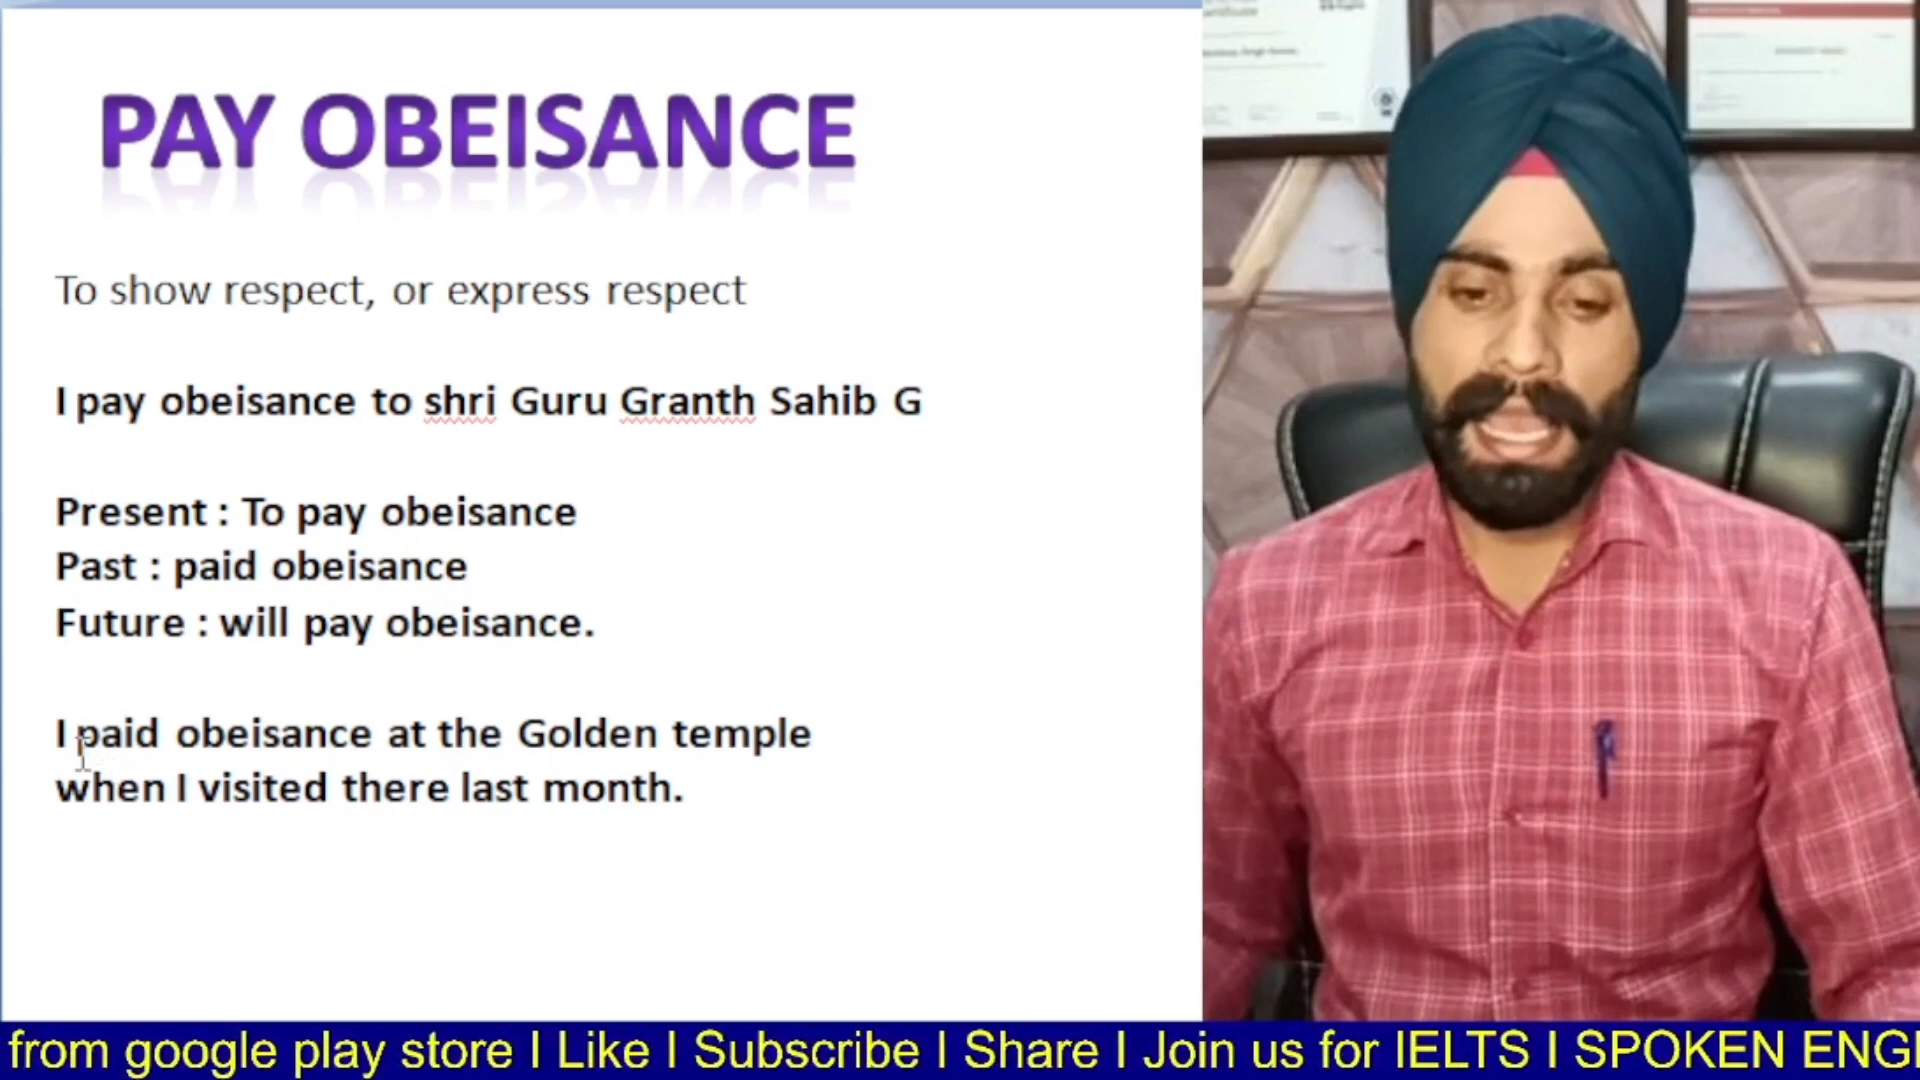 PAY OBEISANCE
To show respect, or express respect
I pay obeisance to shri Guru Granth Sahib G
Present : To pay obeisance
Past : paid obeisance
Future : will pay obeisance.
I paid obeisance at the Golden temple
when I visited there last month.
from google play store I Like I Subscribe I Share I Join us for IELTS I SPOKEN ENGI